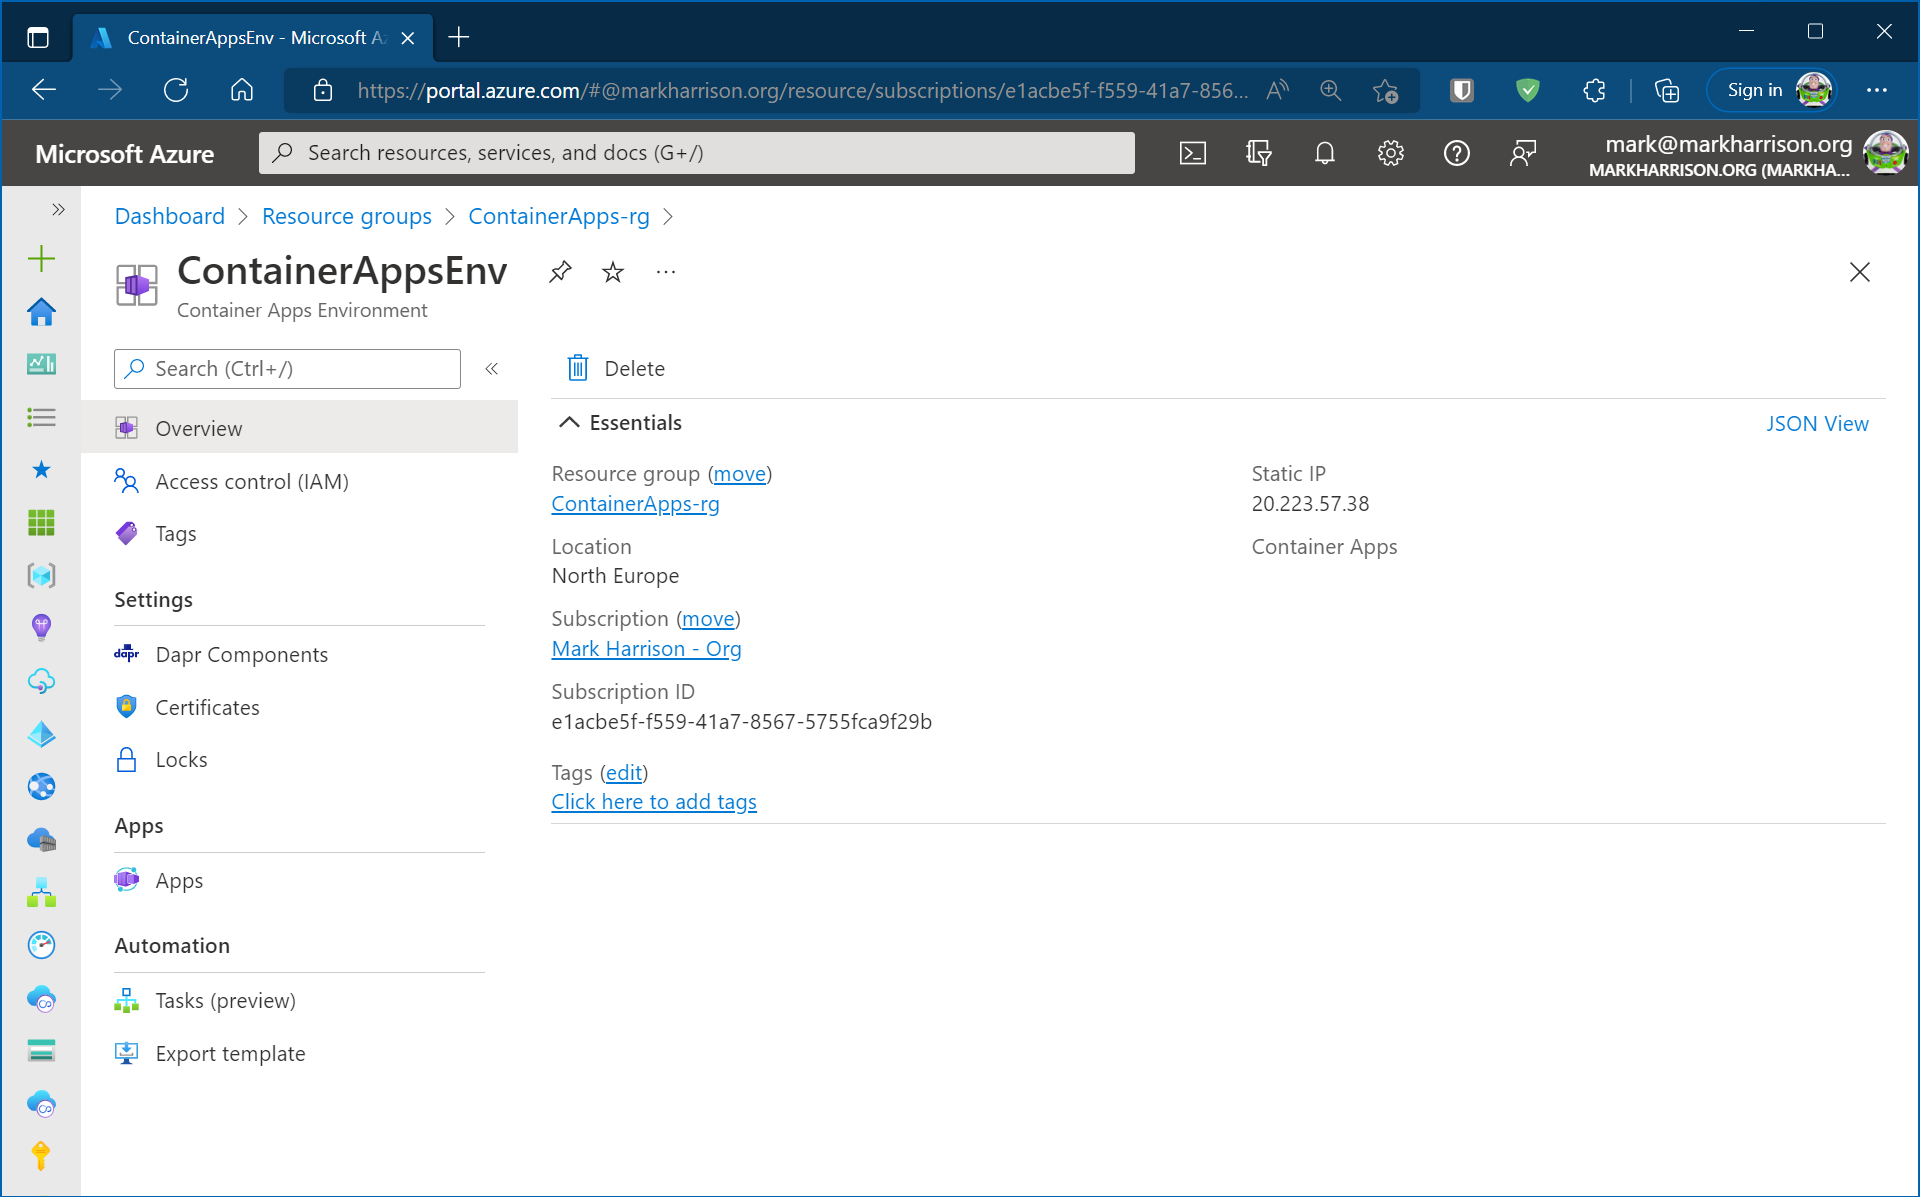 ContainerAppsEnv - Microsoft Az
https://portal.azure.com/#@markharrison.org/resource/subscriptions/e1acbe5f-f559-41a7-856...
Sign in
Microsoft Azure
Search resources, services, and docs (G+/)
mark@markharrison.org
MARKHARRISON.ORG (MARKHA...
Dashboard > Resource groups > ContainerApps-rg >
ContainerAppsEnv
Container Apps Environment
Search (Ctrl+/)
Overview
Access control (IAM)
Tags
Settings
dapr Dapr Components
Certificates
Locks
Apps
Apps
Automation
Tasks (preview)
Export template
Delete
Essentials
JSON View
Resource group (move)
ContainerApps-rg
Location
North Europe
Subscription (move)
Mark Harrison - Org
Subscription ID
e1acbe5f-f559-41a7-8567-5755fca9f29b
Tags (edit)
Click here to add tags
Static IP
20.223.57.38
Container Apps